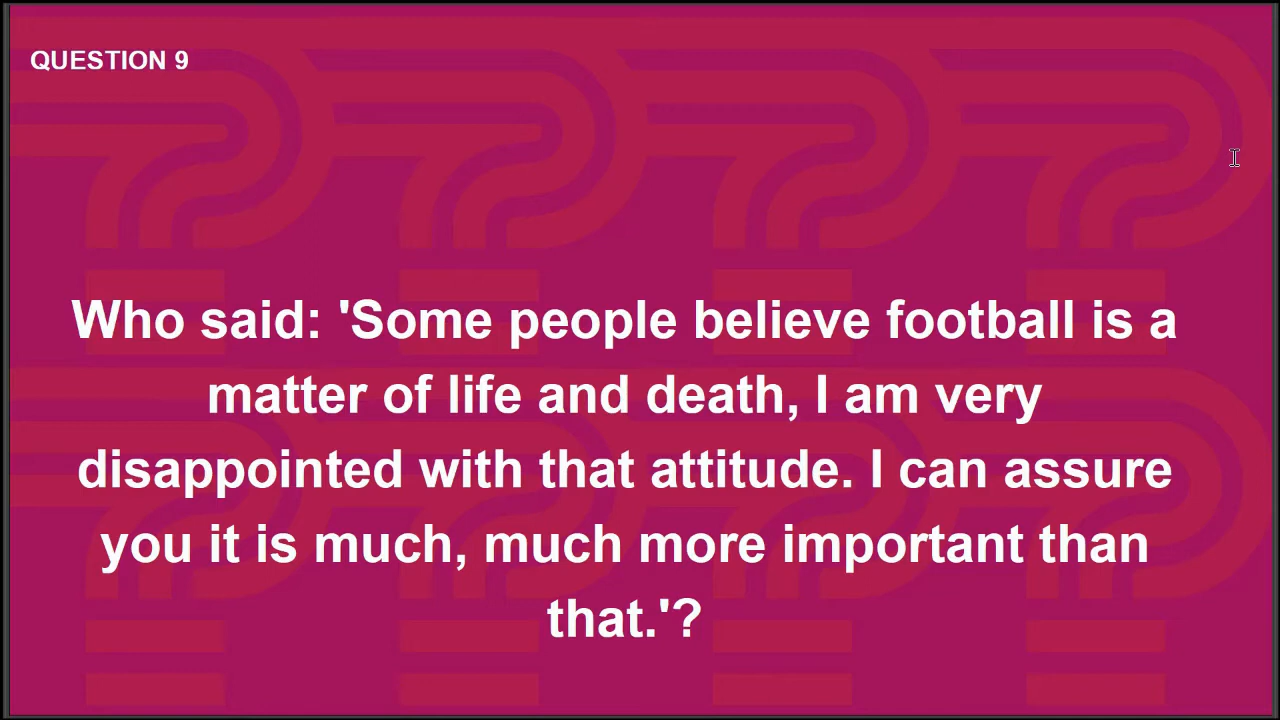 QUESTION 9
Who said: 'Some people believe football is a
matter of life and death, I am very
disappointed with that attitude. I can assure
you it is much, much more important than
that.'?